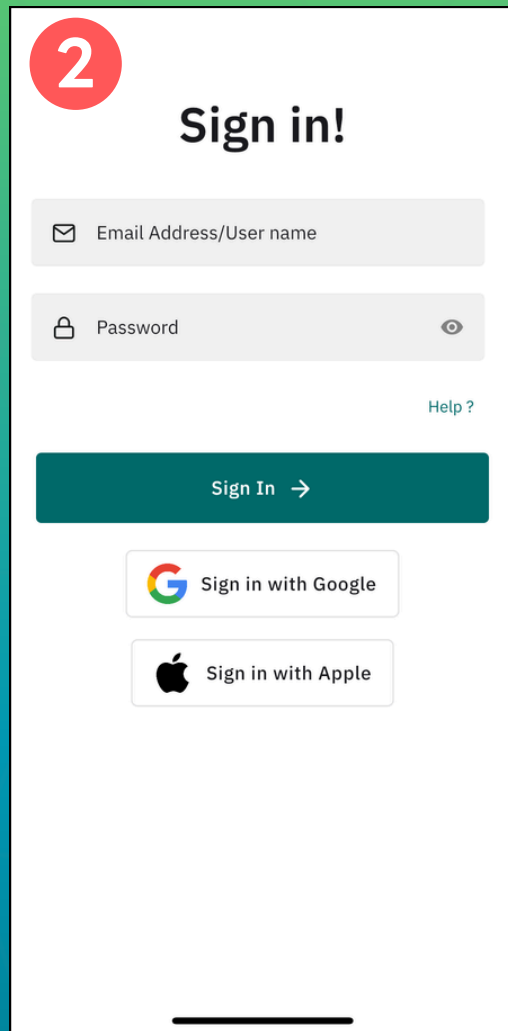 2
Sign in!
Email Address/User name
Password
Help ?
Sign In →
Sign in with Google
Sign in with Apple